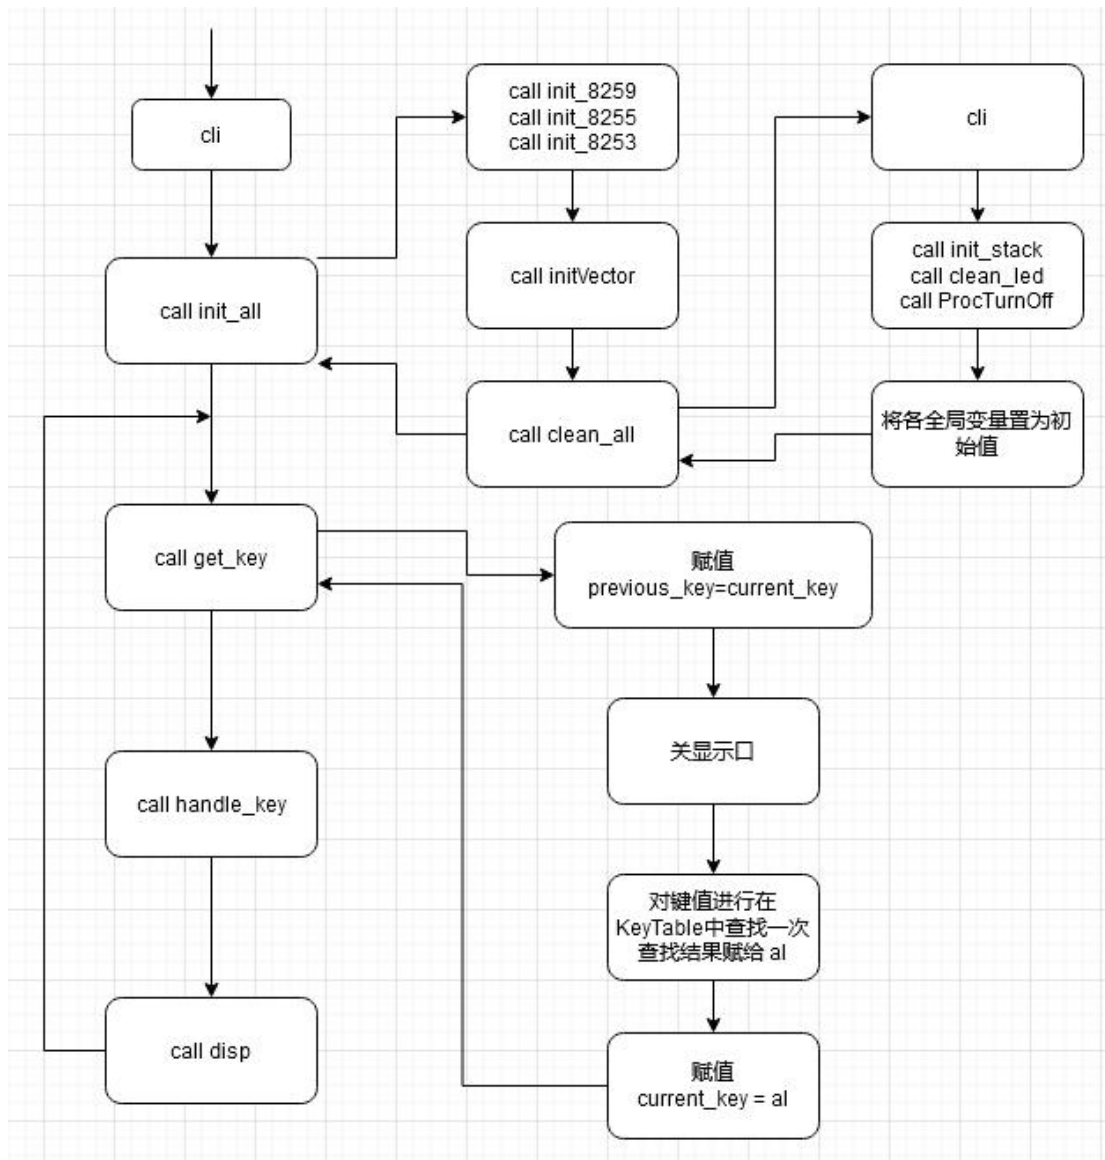 cli
call init_all
call get_key
call handle_key
call disp
call init_8259
call init_8255
call init_8253
call initVector
call clean_all
cli
call init_stack
call clean_led
call ProcTurnOff
将各全局变量置为初
始值
赋值
previous_key=current_key
关显示口
对键值进行在
KeyTable中查找一次
查找结果赋给 al
赋值
current_key = al